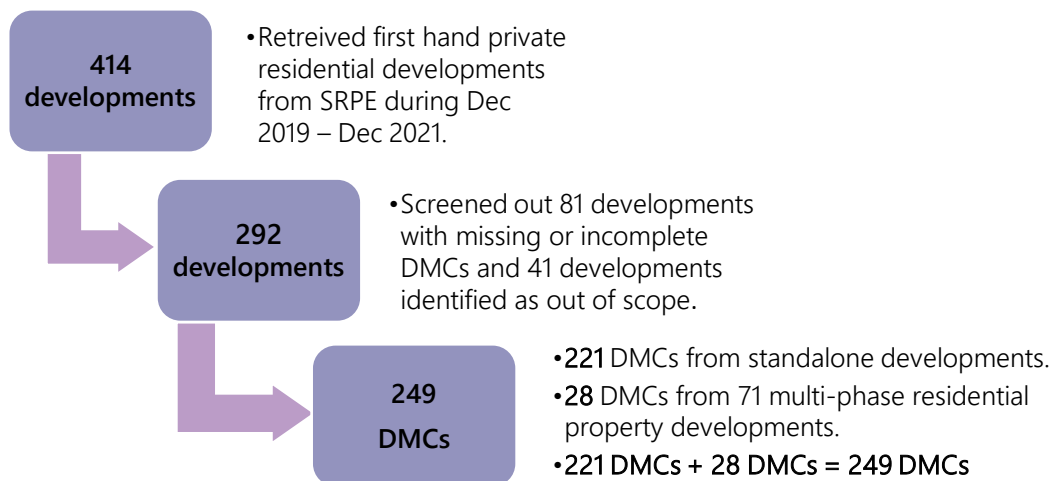 414
developments
•Retreived first hand private
residential developments
from SRPE during Dec
2019 – Dec 2021.
292
developments
•Screened out 81 developments
with missing or incomplete
DMCs and 41 developments
identified as out of scope.
249
DMCs
•221 DMCs from standalone developments.
•28 DMCs from 71 multi-phase residential
property developments.
•221 DMCs + 28 DMCs = 249 DMCs